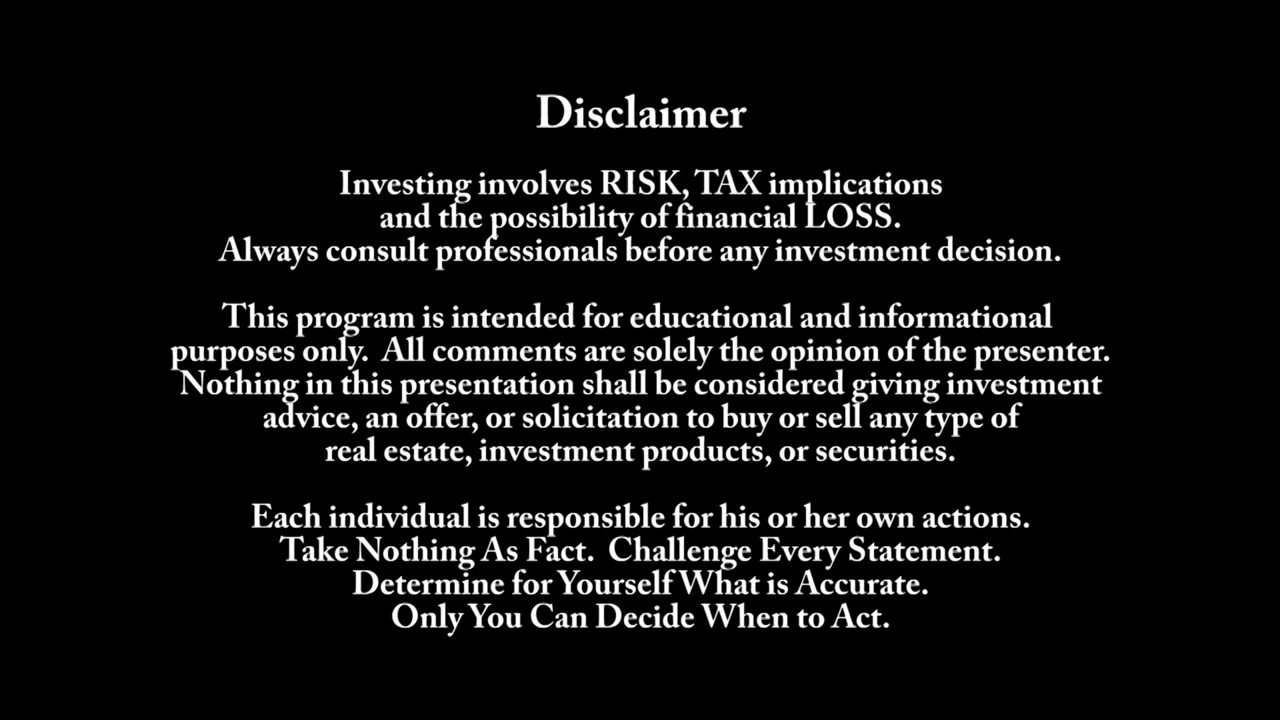 Disclaimer
Investing involves RISK, TAX implications
and the possibility of financial LOSS.
Always consult professionals before any investment decision.
This program is intended for educational and informational
purposes only.  All comments are solely the opinion of the presenter.
Nothing in this presentation shall be considered giving investment
advice, an offer, or solicitation to buy or sell any type of
real estate, investment products, or securities.
Each individual is responsible for his or her own actions.
Take Nothing As Fact.  Challenge Every Statement.
Determine for Yourself What is Accurate.
Only You Can Decide When to Act.